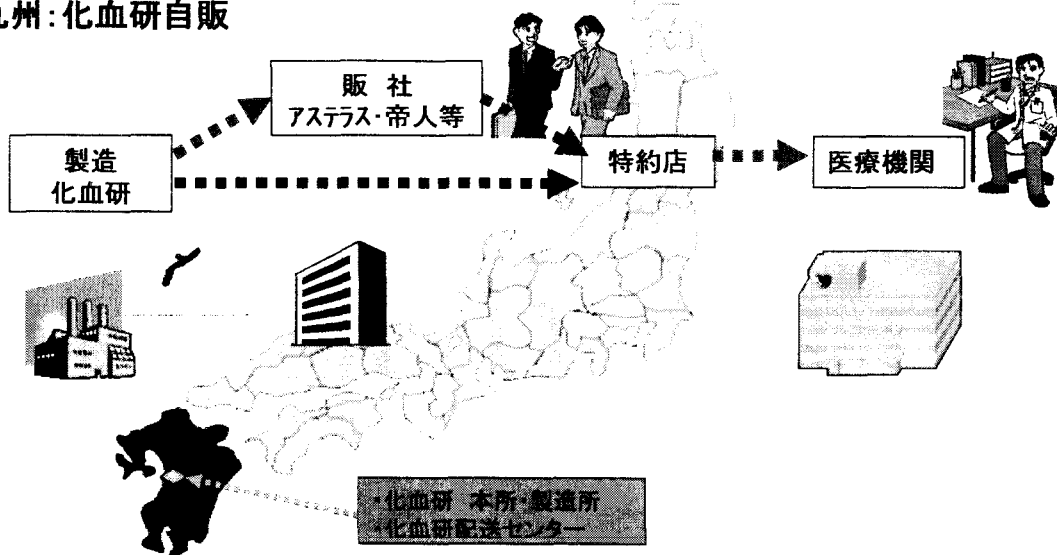 九州:化血研自販
販 社
アステラス・帝人等
製造
化血研
特約店
医療機関
・化血研 本所・製造所
・化血研配送センター